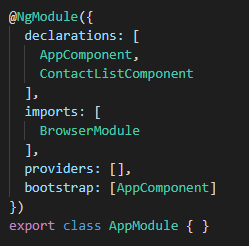 @NgModule({
  declarations: [
    AppComponent,
    ContactListComponent
  ],
  imports: [
    BrowserModule
  ],
  providers: [],
  bootstrap: [AppComponent]
})
export class AppModule { }